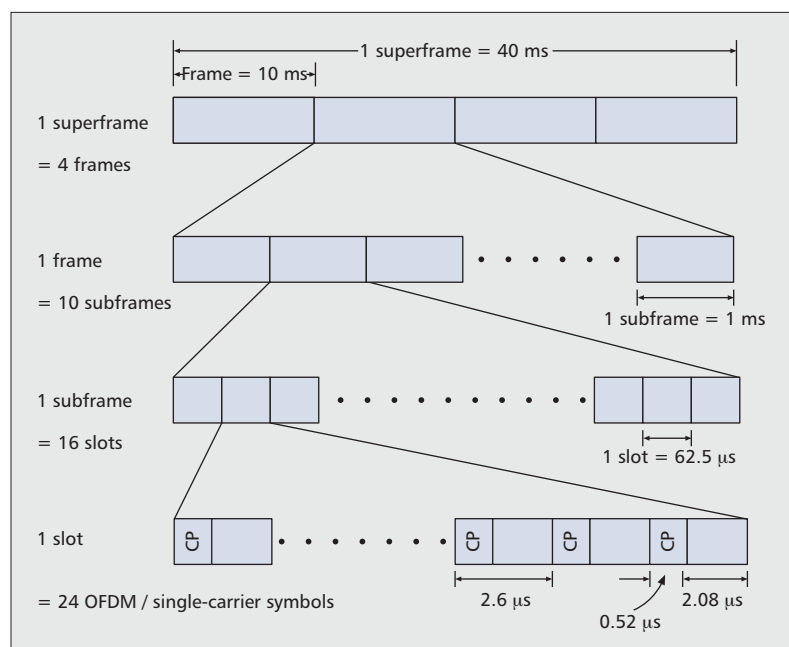 1 superframe = 40 ms
Frame = 10 ms
1 superframe
= 4 frames
1 frame
= 10 subframes
1 subframe = 1 ms
1 subframe
= 16 slots
1 slot = 62.5 μs
1 slot
CP
CP
CP
CP
= 24 OFDM / single-carrier symbols
2.6 μs
0.52 μs
2.08 μs